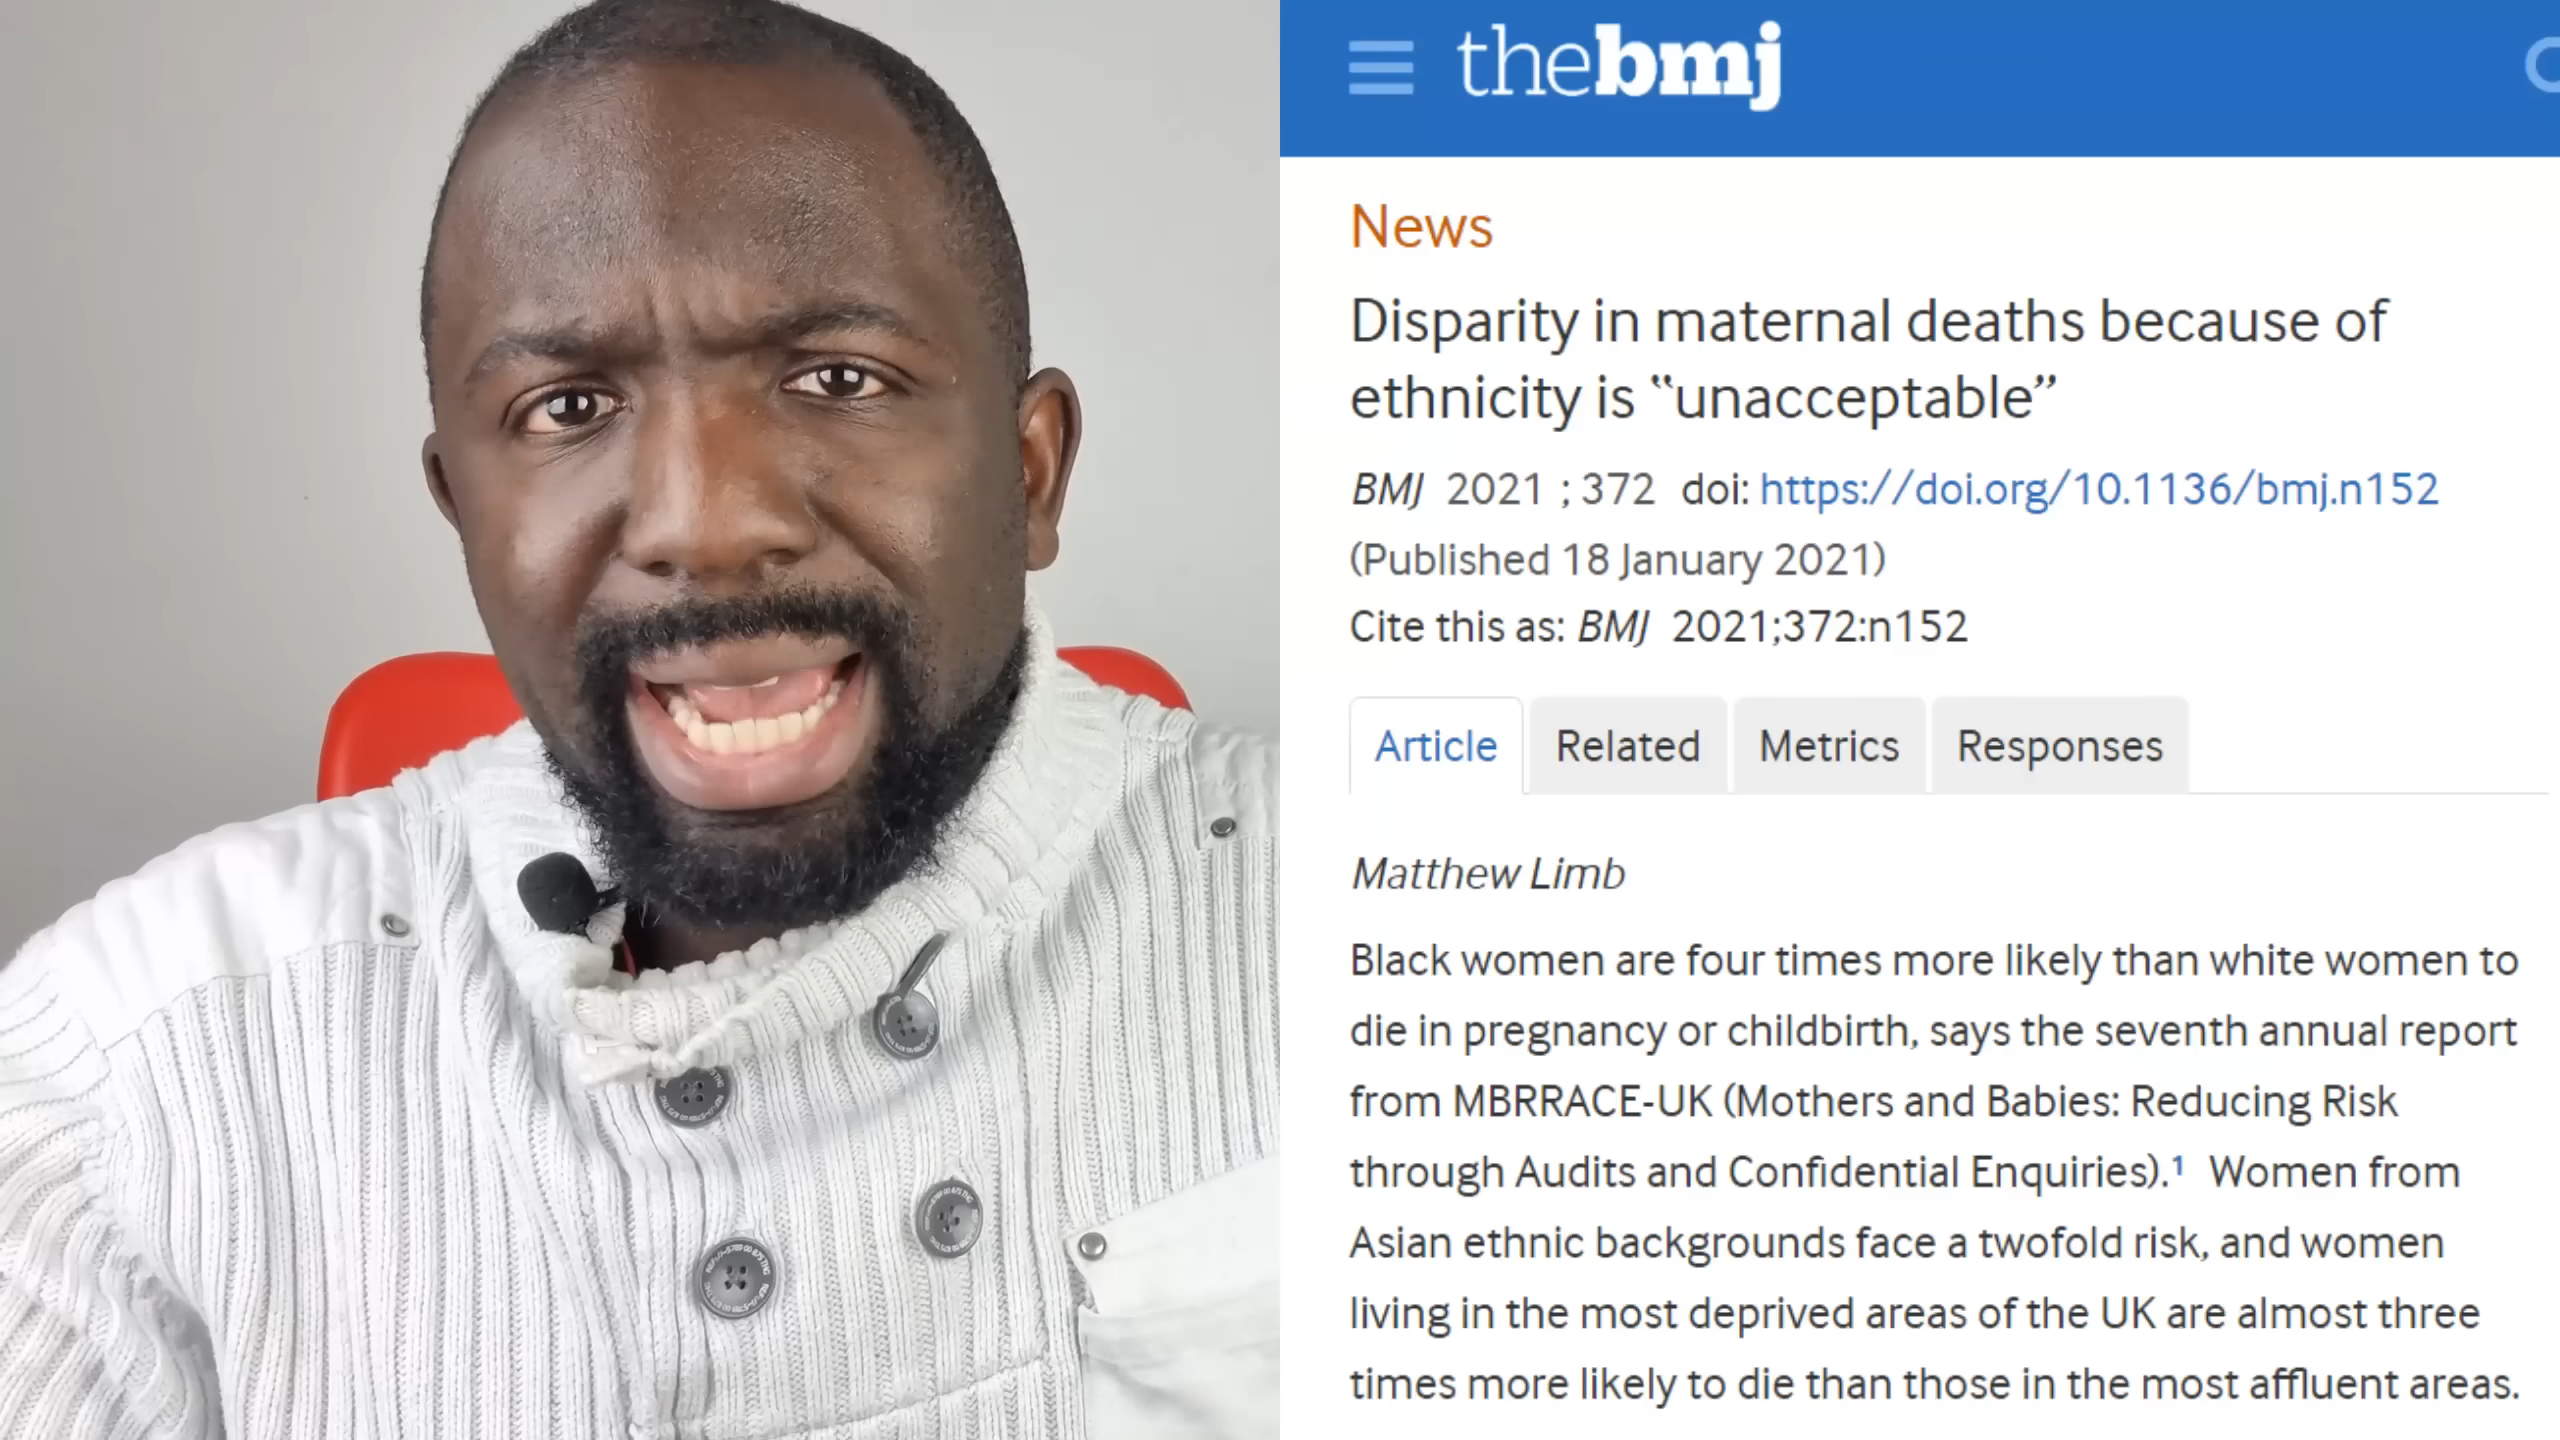 thebmj
News
Disparity in maternal deaths because of
ethnicity is “unacceptable”
BMJ 2021 ; 372 doi: https://doi.org/10.1136/bmj.n152
(Published 18 January 2021)
Cite this as: BMJ 2021;372:n152
Article Related Metrics Responses
Matthew Limb
Black women are four times more likely than white women to
die in pregnancy or childbirth, says the seventh annual report
from MBRRACE-UK (Mothers and Babies: Reducing Risk
through Audits and Confidential Enquiries).¹ Women from
Asian ethnic backgrounds face a twofold risk, and women
living in the most deprived areas of the UK are almost three
times more likely to die than those in the most affluent areas.